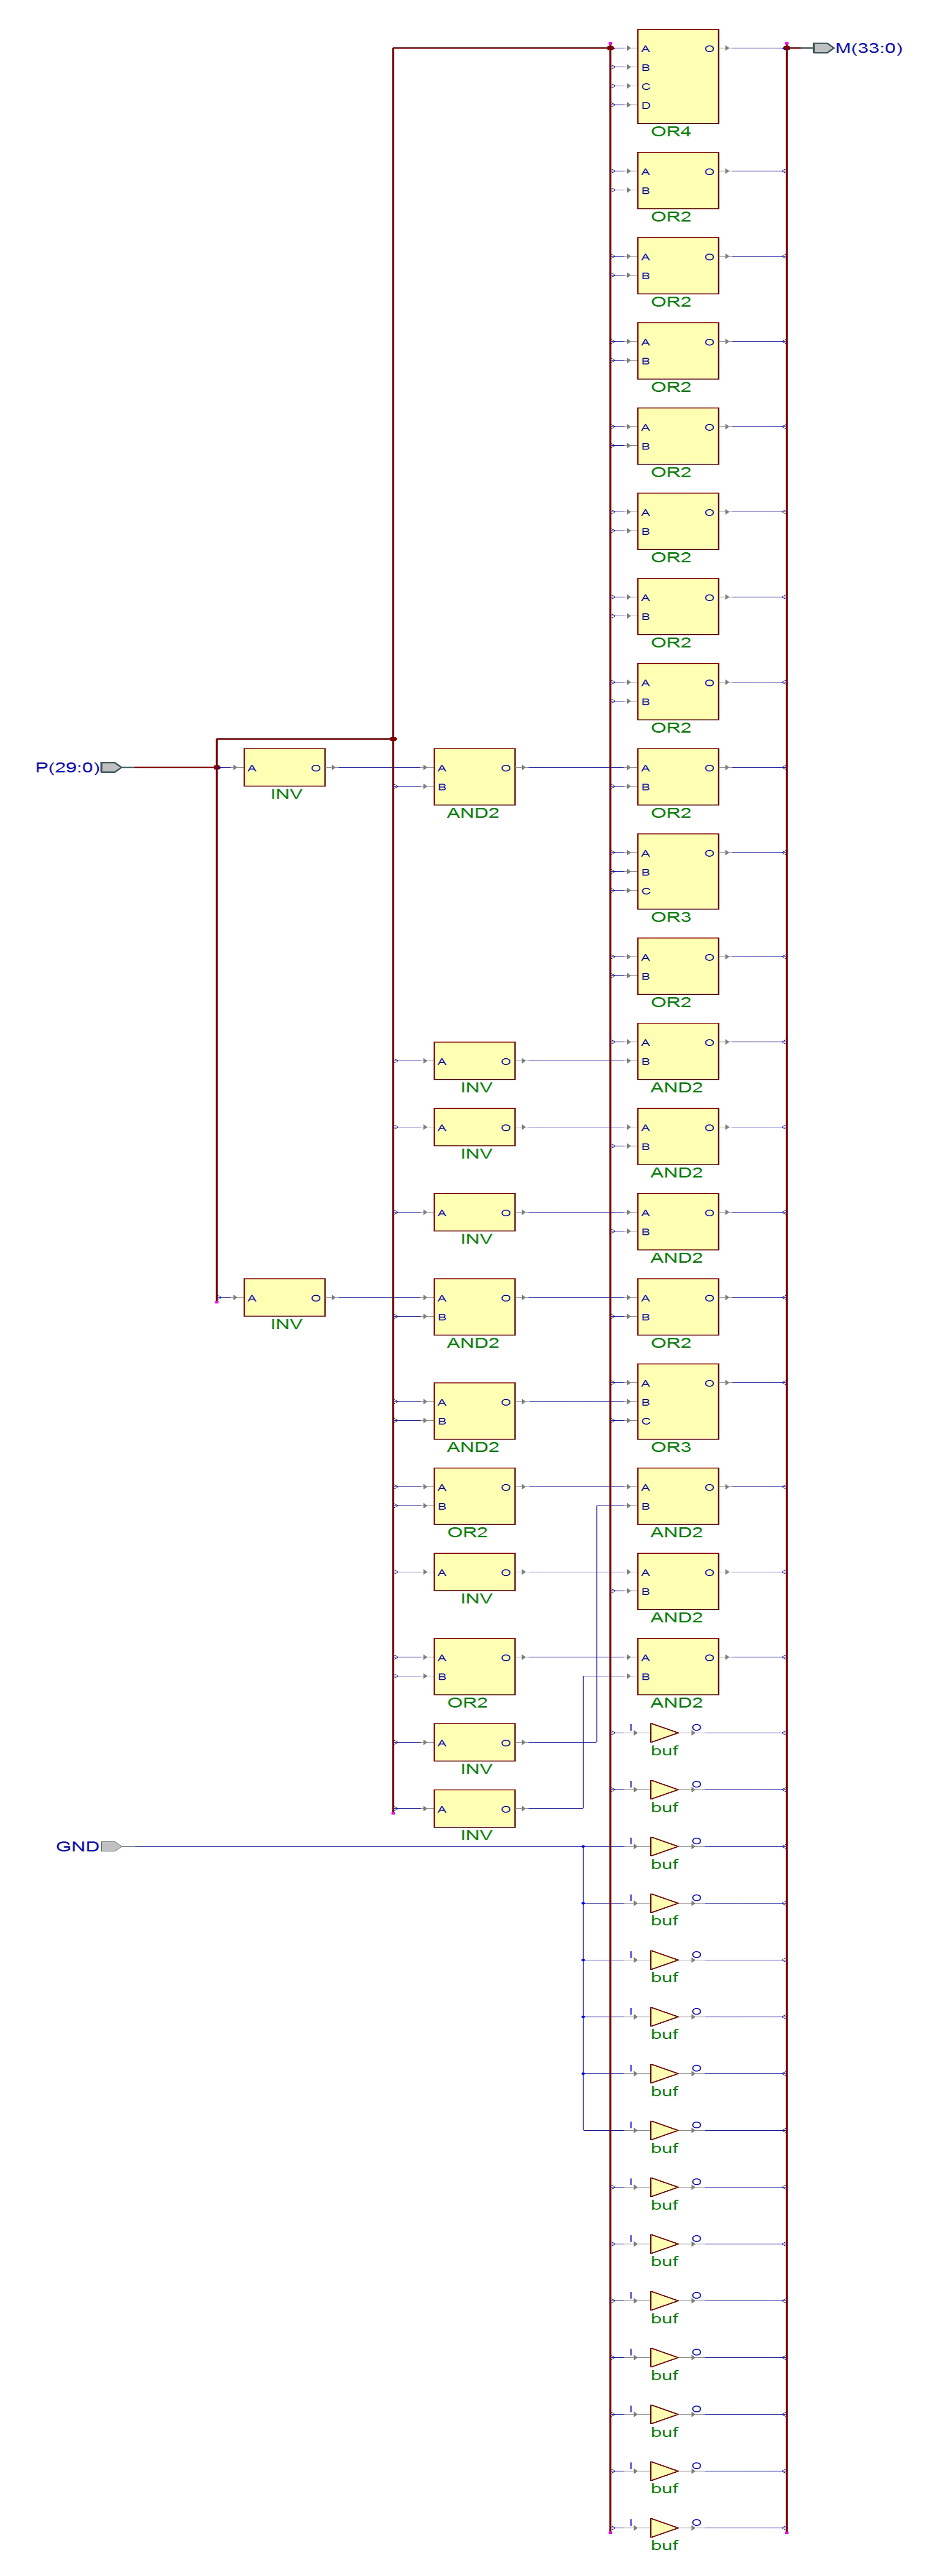 A O M(33:0)
B
C
D
OR4
A O
B
OR2
A O
B
OR2
A O
B
OR2
A O
B
OR2
A O
B
OR2
A O
B
OR2
A O
B
OR2
P(29:0) A O A O A O
B B
INV
AND2 OR2
A O
B
C
OR3
A O
B
OR2
A O
A O B
INV AND2
A O A O
B
INV
AND2
A O A O
B
INV
AND2
A O A O A O
B B
INV
AND2 OR2
A O
A O B
B C
AND2 OR3
A O A O
B B
OR2 AND2
A O A O
B
INV
AND2
A O A O
B B
OR2 AND2
I O
A O
buf
INV
I O
A O
buf
INV
I O
GND
buf
I O
buf
I O
buf
I O
buf
I O
buf
I O
buf
I O
buf
I O
buf
I O
buf
I O
buf
I O
buf
I O
buf
I O
buf